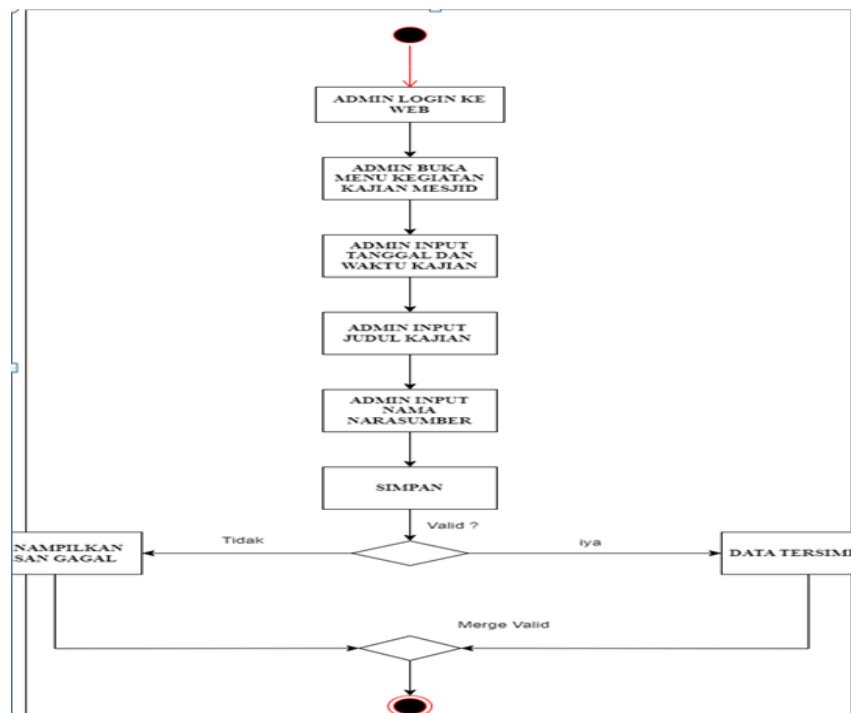 ADMIN LOGIN KE
WEB
ADMIN BUKA
MENU KEGIATAN
KAJIAN MESJID
ADMIN INPUT
TANGGAL DAN
WAKTU KAJIAN
ADMIN INPUT
JUDUL KAJIAN
ADMIN INPUT
NAMA
NARASUMBER
SIMPAN
Valid ?
Tidak
iya
NAMPILKAN
SAN GAGAL
DATA TERSIM
Merge Valid